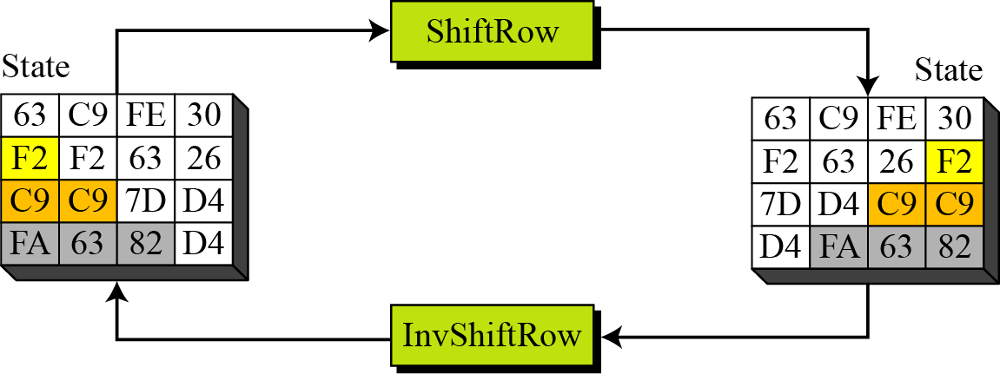 ShiftRow
State
63 C9 FE 30
F2 F2 63 26
C9 C9 7D D4
FA 63 82 D4
State
63 C9 FE 30
F2 63 26 F2
7D D4 C9 C9
D4 FA 63 82
InvShiftRow